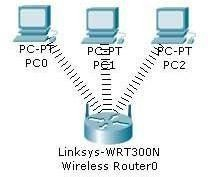 PC-PT
PC0
PC-PT
PC1
PC-PT
PC2
Linksys-WRT300N
Wireless Router0